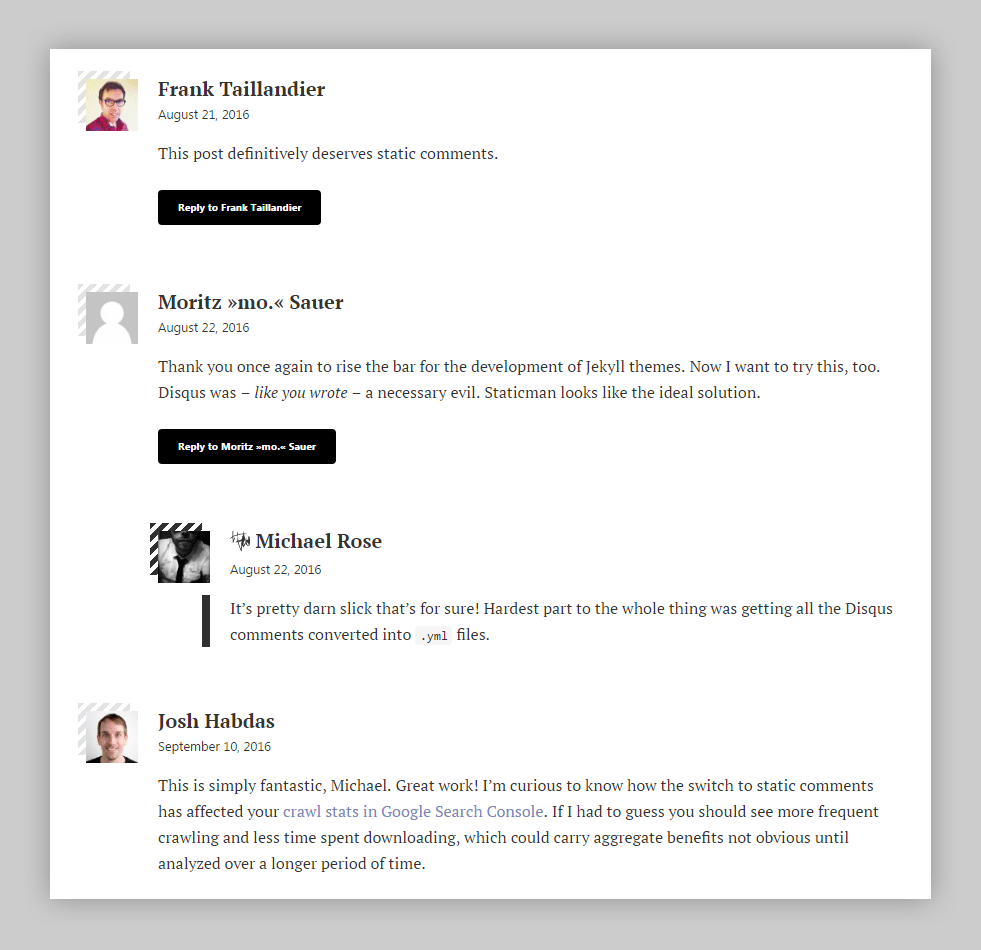 Frank Taillandier
August 21, 2016
This post definitively deserves static comments.
Reply to Frank Taillandier
Moritz »mo.« Sauer
August 22, 2016
Thank you once again to rise the bar for the development of Jekyll themes. Now I want to try this, too.
Disqus was – like you wrote – a necessary evil. Staticman looks like the ideal solution.
Reply to Moritz »mo.« Sauer
Michael Rose
August 22, 2016
It’s pretty darn slick that’s for sure! Hardest part to the whole thing was getting all the Disqus
comments converted into .yml files.
Josh Habdas
September 10, 2016
This is simply fantastic, Michael. Great work! I’m curious to know how the switch to static comments
has affected your crawl stats in Google Search Console. If I had to guess you should see more frequent
crawling and less time spent downloading, which could carry aggregate benefits not obvious until
analyzed over a longer period of time.